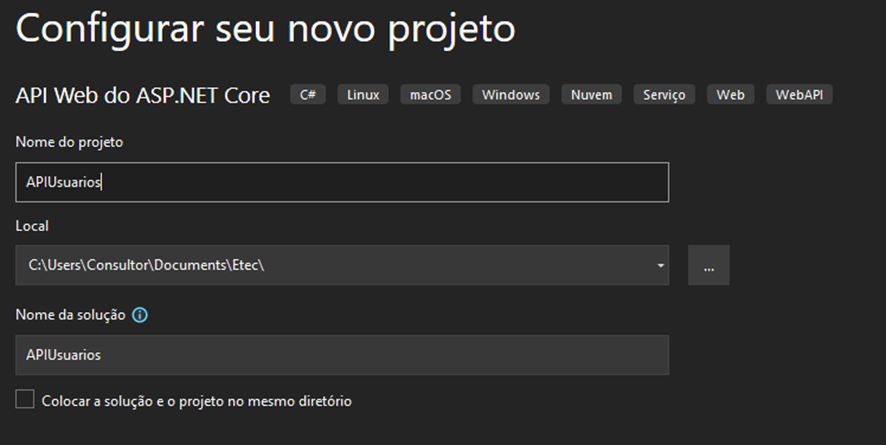 Configurar seu novo projeto
API Web do ASP.NET Core C# Linux macOS Windows Nuvem Serviço Web WebAPI
Nome do projeto
APIUsuarios
Local
C:\Users\Consultor\Documents\Etec\
...
Nome da solução
APIUsuarios
Colocar a solução e o projeto no mesmo diretório